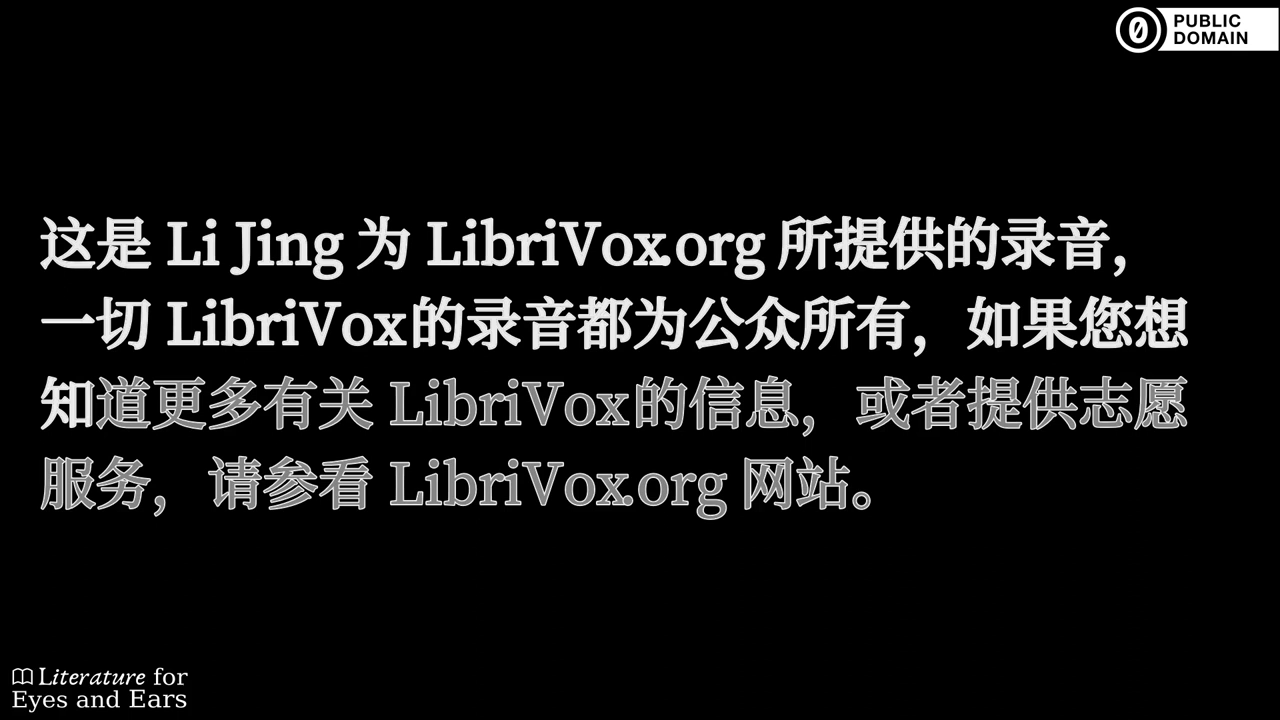 PUBLIC
DOMAIN
这是 Li Jing 为 LibriVox.org 所提供的录音，
一切 LibriVox的录音都为公众所有，如果您想
知道更多有关 LibriVox的信息，或者提供志愿
服务，请参看 LibriVox.org 网站。
Literature for
Eyes and Ears